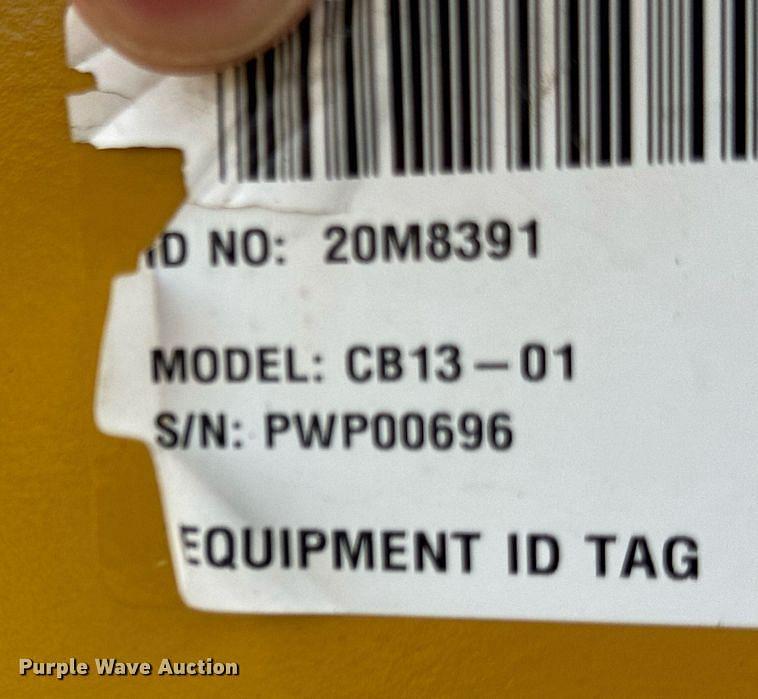 ID NO: 20M8391
MODEL: CB13-01
S/N: PWP00696
EQUIPMENT ID TAG
Purple Wave Auction